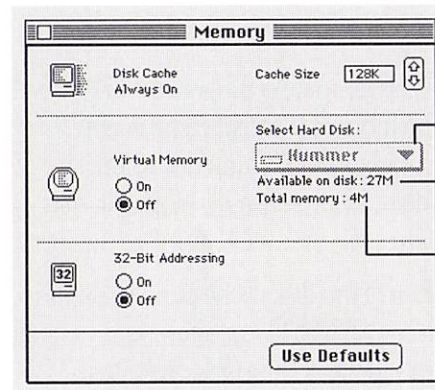 Memory
Disk Cache
Always On
Cache Size
128K
Select Hard Disk:
Hummer
Virtual Memory
On
Off
Available on disk : 27M
Total memory : 4M
32
32-Bit Addressing
On
Off
Use Defaults